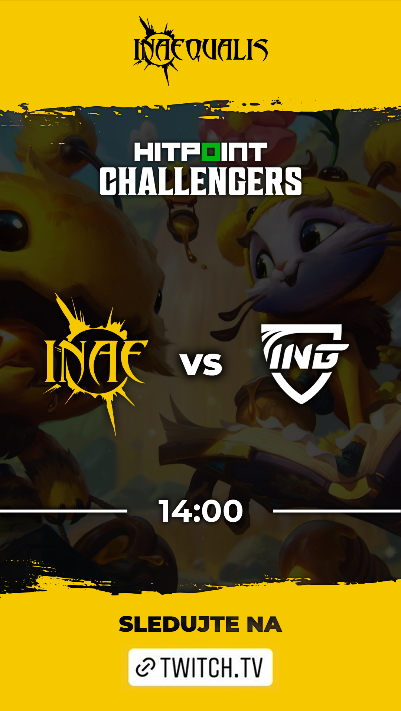 INAEQUALIS
HITPOINT
CHALLENGERS
INAE vs ING
14:00
SLEDUJTE NA
TWITCH.TV